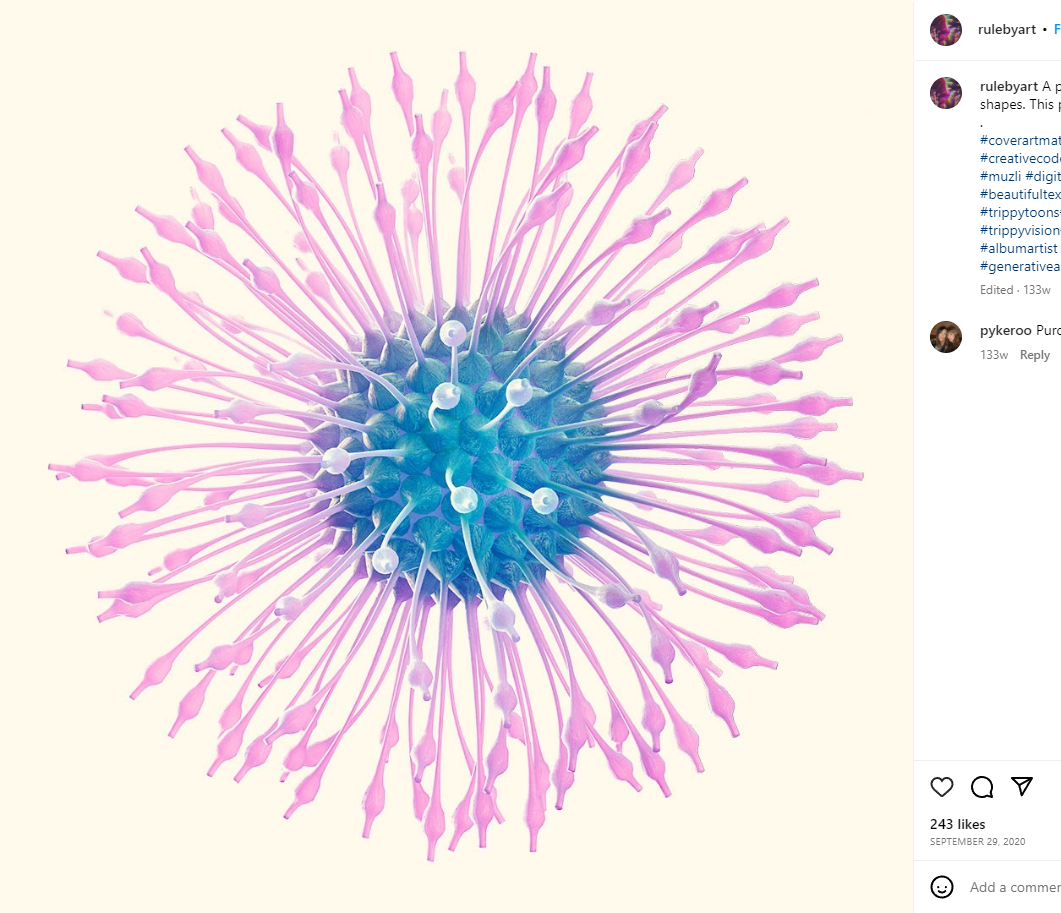 rulebyart •
rulebyart A
shapes. This
.
#coverartmat
#creativecod
#muzli #digit
#beautifultex
#trippytoons
#trippyvision
#albumartist
#generativea
Edited · 133w
pykeroo Purc
133w Reply
243 likes
SEPTEMBER 29, 2020
Add a commen